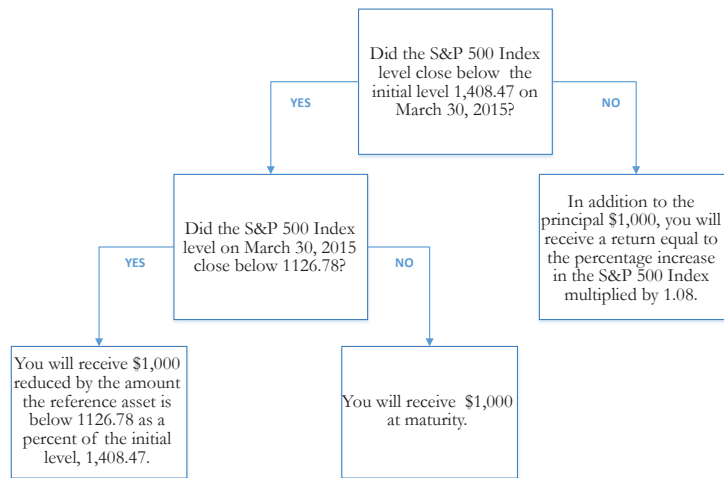 Did the S&P 500 Index
level close below the
initial level 1,408.47 on
March 30, 2015?
YES
NO
Did the S&P 500 Index
level on March 30, 2015
close below 1126.78?
In addition to the
principal $1,000, you will
receive a return equal to
the percentage increase
in the S&P 500 Index
multiplied by 1.08.
YES
NO
You will receive $1,000
reduced by the amount
the reference asset is
below 1126.78 as a
percent of the initial
level, 1,408.47.
You will receive $1,000
at maturity.